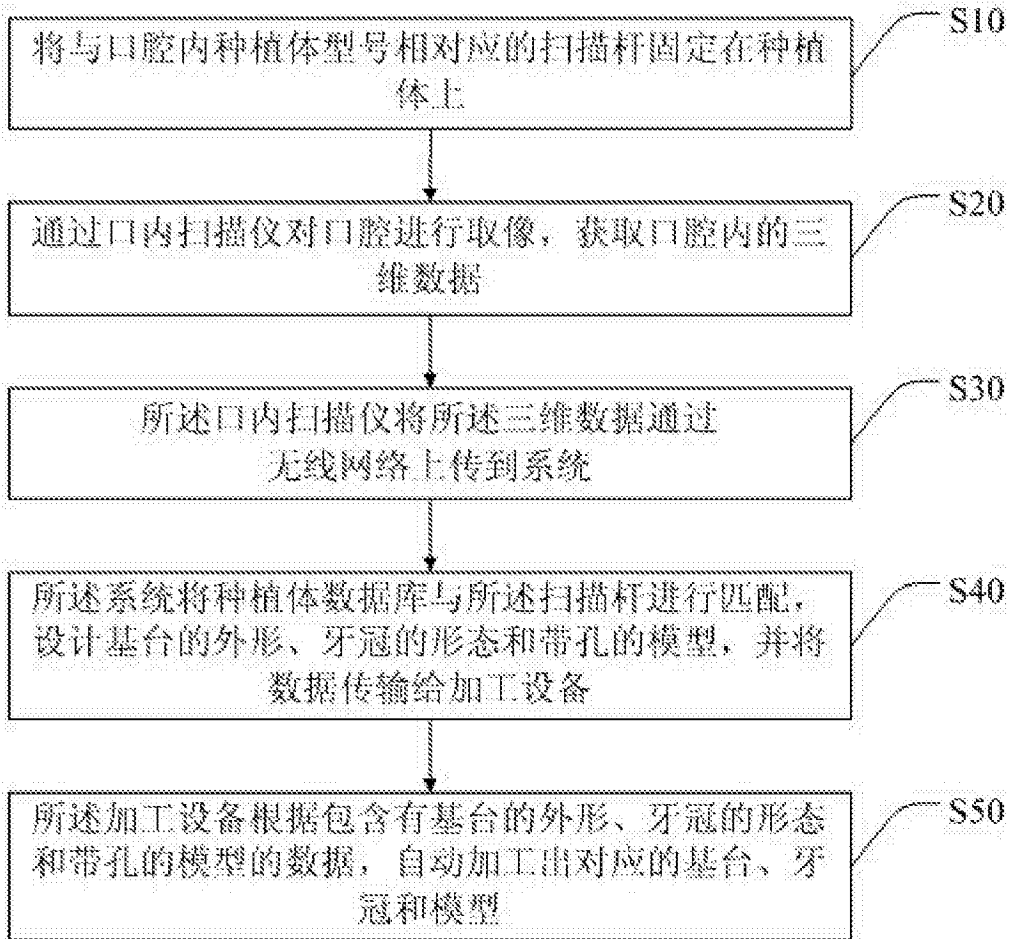 将与口腔内种植体型号相对应的扫描杆固定在种植
体上
S10
通过口内扫描仪对口腔进行取像，获取口腔内的三
维数据
S20
所述口内扫描仪将所述三维数据通过
无线网络上传到系统
S30
所述系统将种植体数据库与所述扫描杆进行匹配，
设计基台的外形、牙冠的形态和带孔的模型，并将
数据传输给加工设备
S40
所述加工设备根据包含有基台的外形、牙冠的形态
和带孔的模型的数据，自动加工出对应的基台、牙
冠和模型
S50